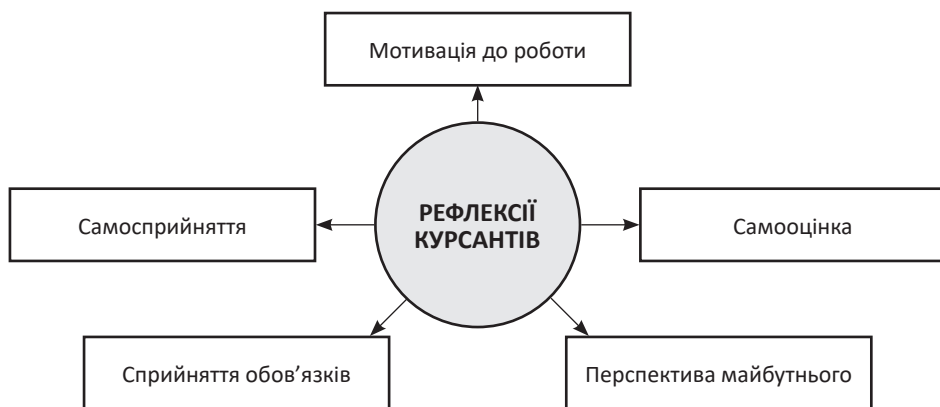 Мотивація до роботи
Самосприйняття
РЕФЛЕКСІЇ
КУРСАНТІВ
Самооцінка
Сприйняття обов’язків
Перспектива майбутнього